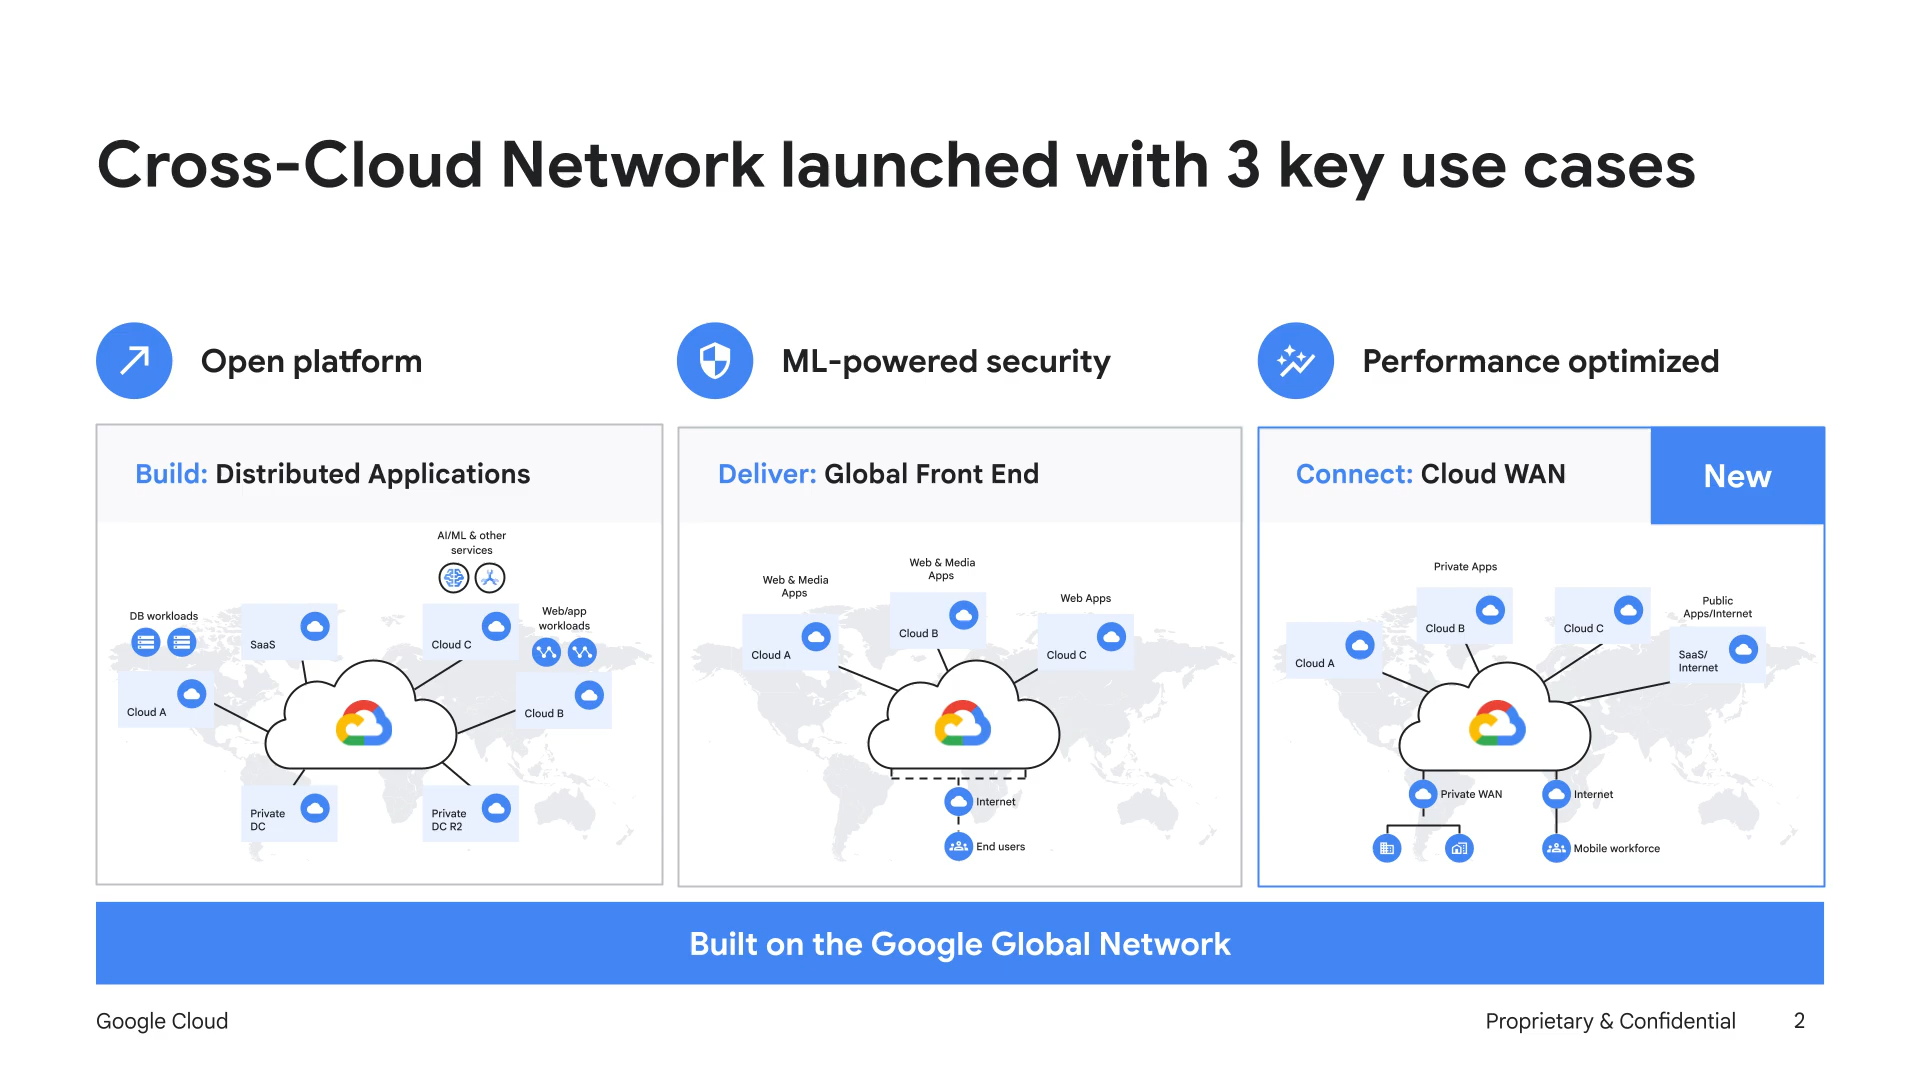 Cross-Cloud Network launched with 3 key use cases
Open platform
ML-powered security
Performance optimized
Build: Distributed Applications
AI/ML & other
services
DB workloads
SaaS
Cloud C
Web/app
workloads
Cloud A
Cloud B
Private
DC
Private
DC R2
Deliver: Global Front End
Web & Media
Apps
Web & Media
Apps
Web Apps
Cloud A
Cloud B
Cloud C
Internet
End users
Connect: Cloud WAN
New
Private Apps
Public
Apps/Internet
Cloud A
Cloud B
Cloud C
SaaS/
Internet
Private WAN
Internet
Mobile workforce
Built on the Google Global Network
Google Cloud
Proprietary & Confidential
2